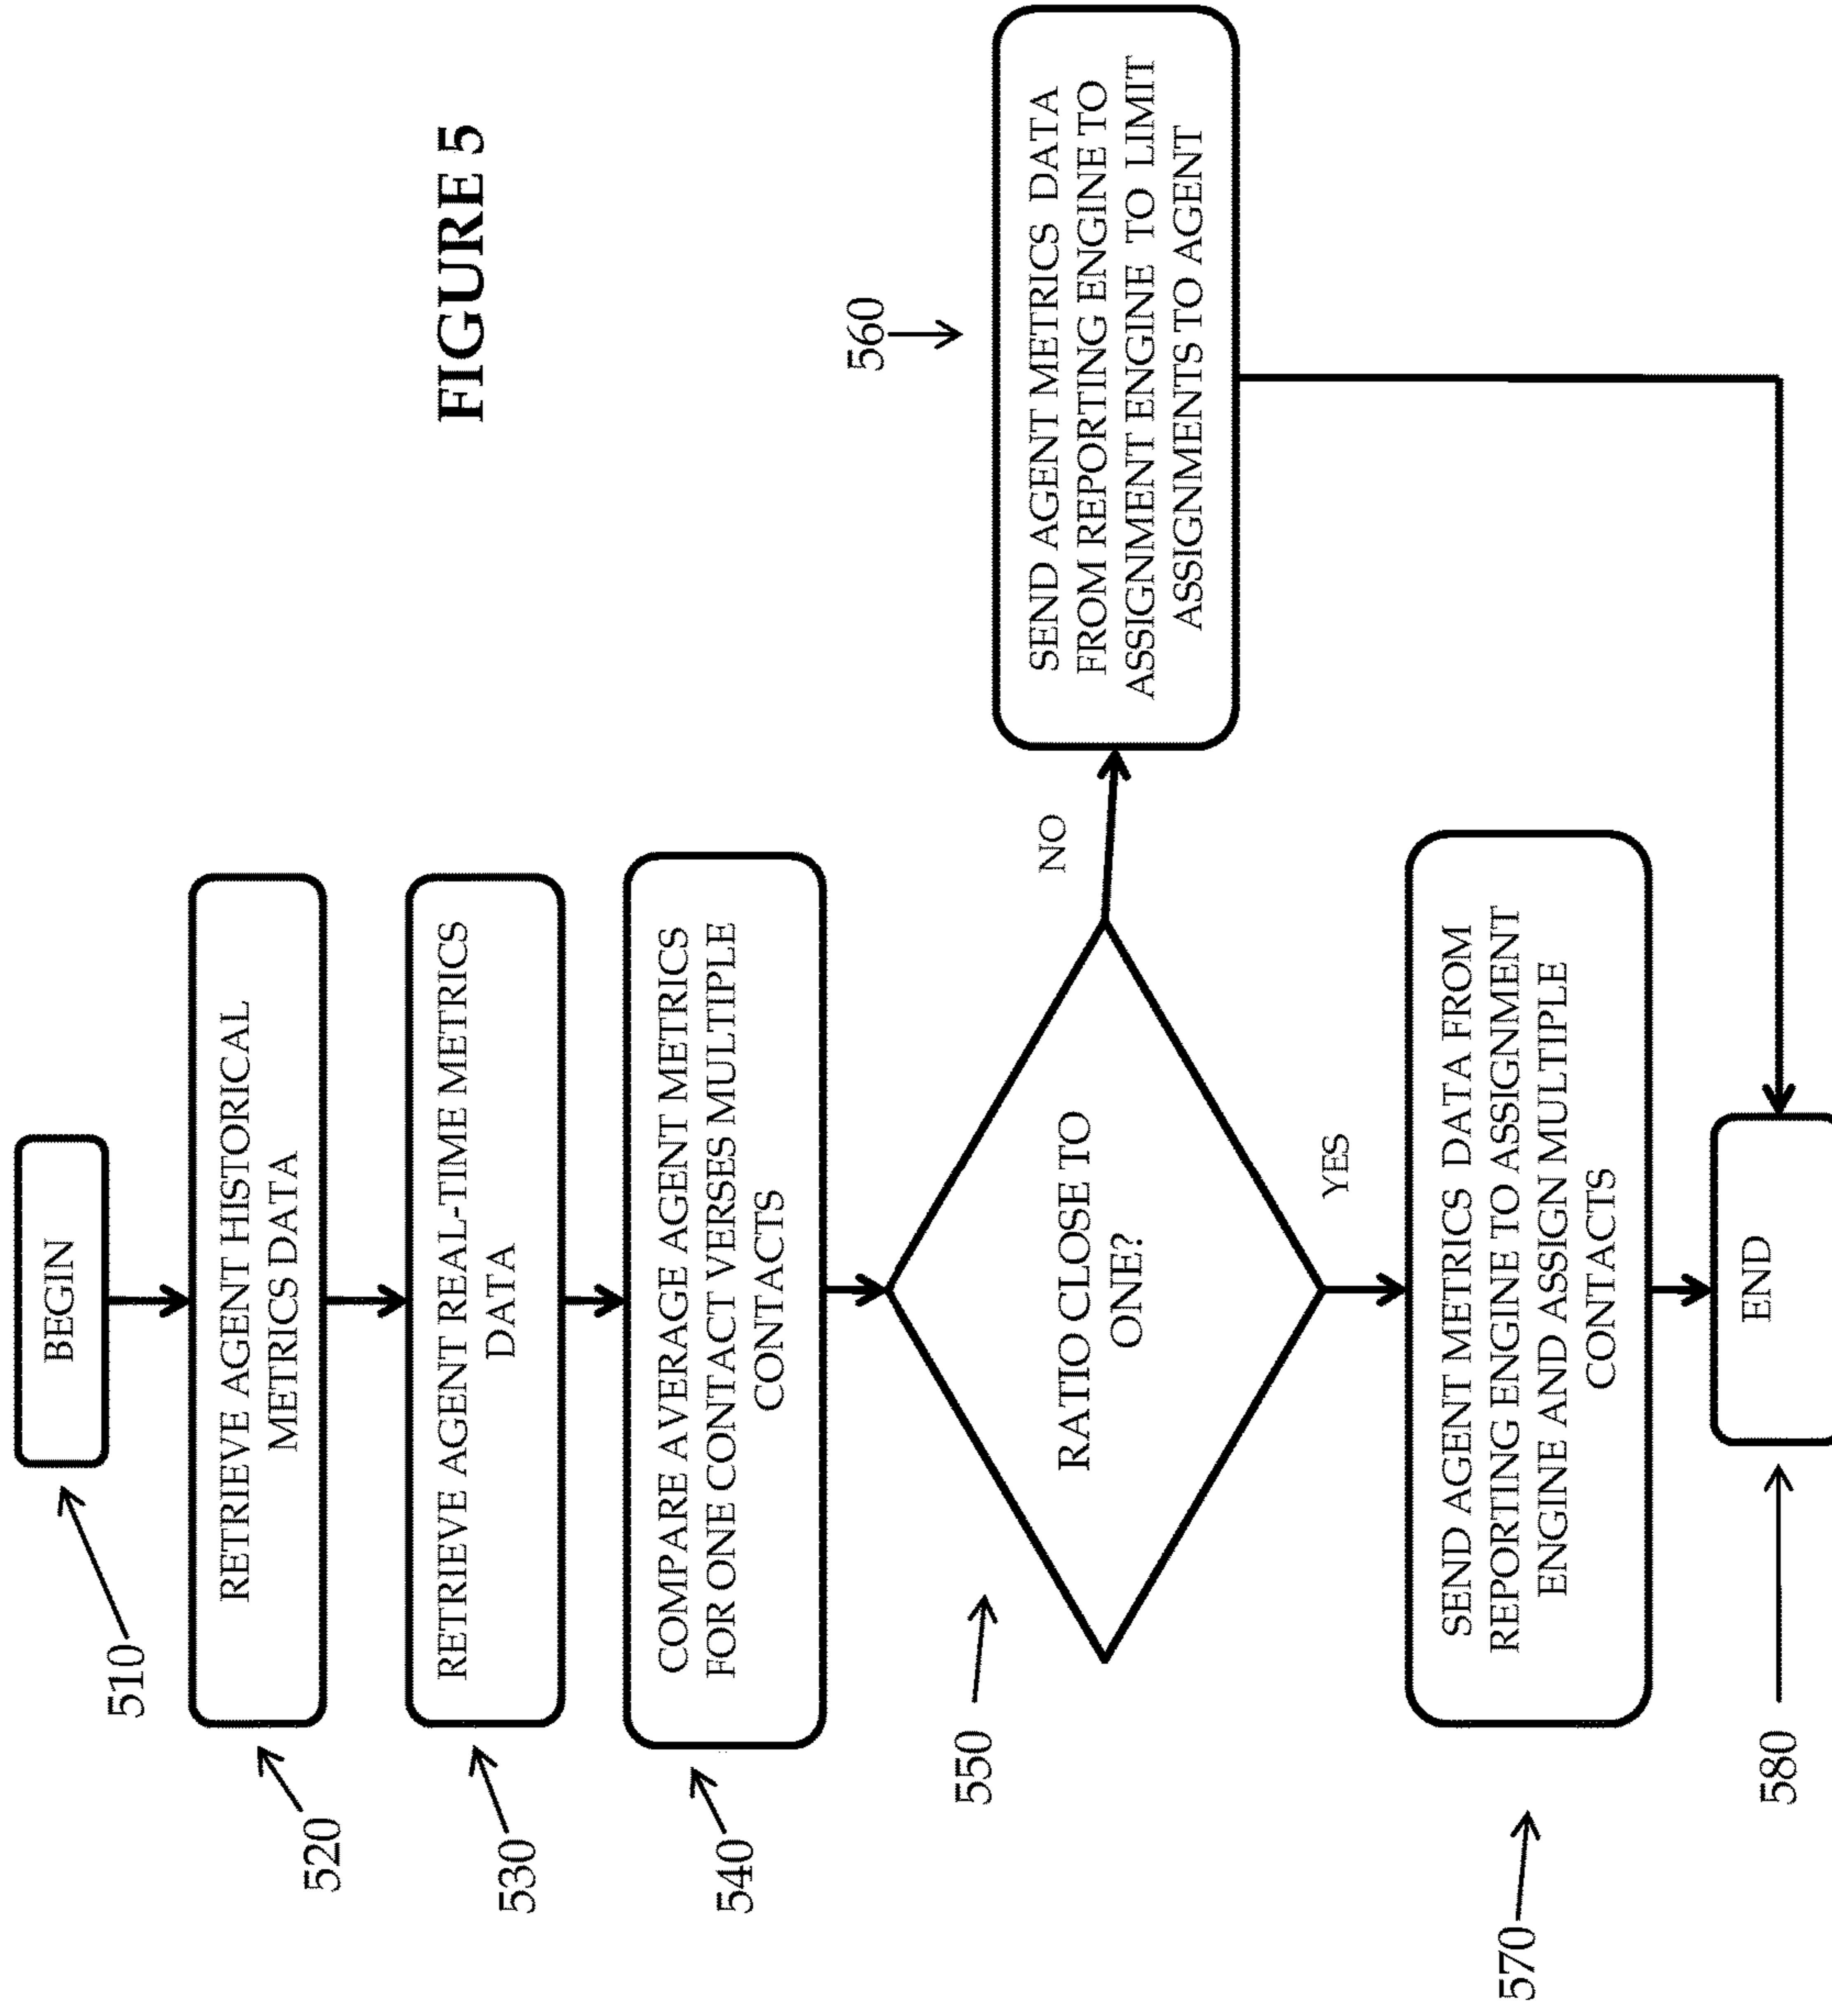 FIGURE 5
BEGIN
510
RETRIEVE AGENT HISTORICAL
METRICS DATA
520
RETRIEVE AGENT REAL-TIME METRICS
DATA
530
COMPARE AVERAGE AGENT METRICS
FOR ONE CONTACT VERSES MULTIPLE
CONTACTS
540
RATIO CLOSE TO
ONE?
550
NO
560
SEND AGENT METRICS DATA
FROM REPORTING ENGINE TO
ASSIGNMENT ENGINE TO LIMIT
ASSIGNMENTS TO AGENT
YES
SEND AGENT METRICS DATA FROM
REPORTING ENGINE TO ASSIGNMENT
ENGINE AND ASSIGN MULTIPLE
CONTACTS
570
END
580